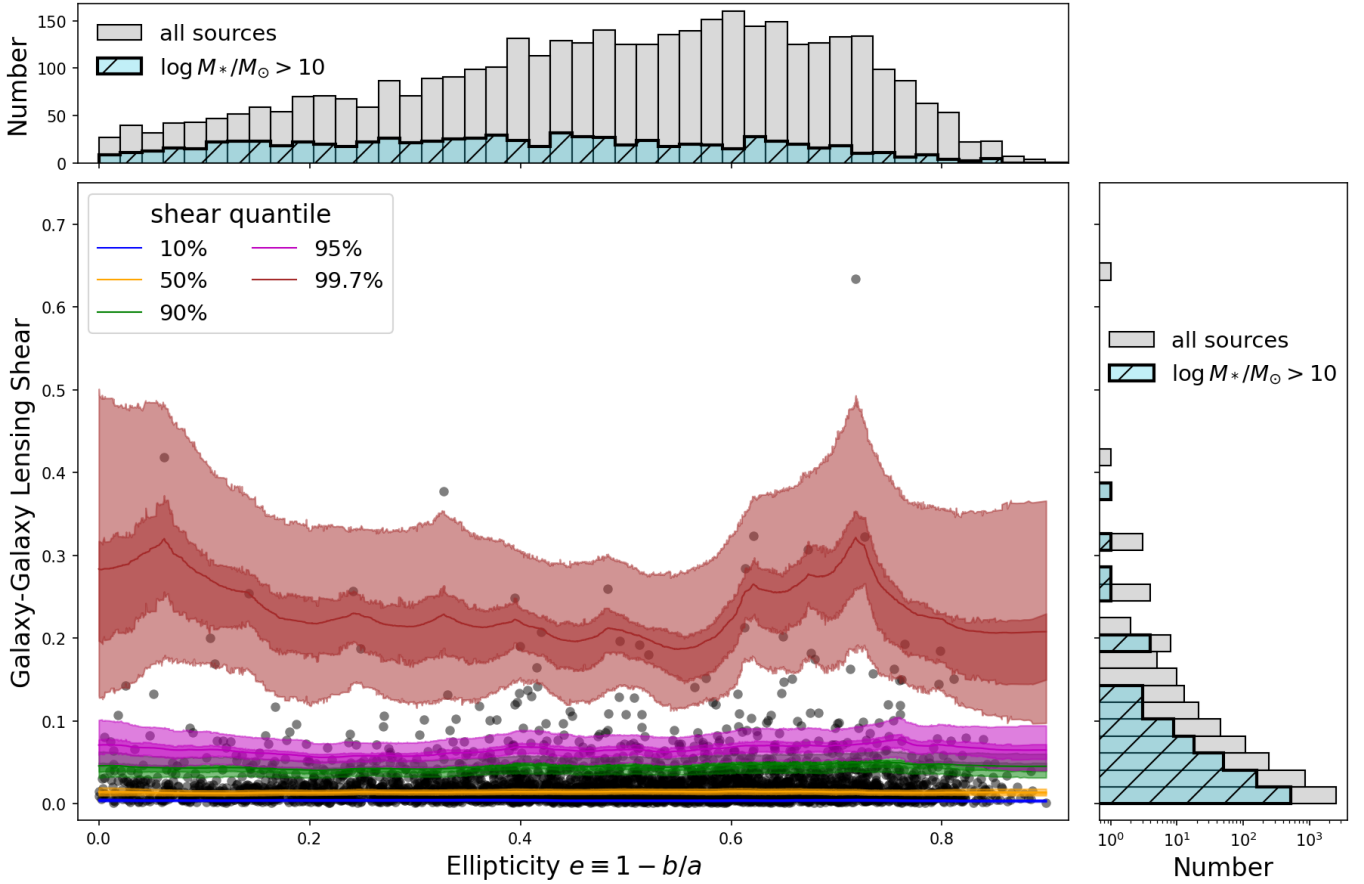 150
100
50
0
Number
all sources
log M*/M⊙ > 10
shear quantile
10%
50%
90%
95%
99.7%
0.7
0.6
0.5
0.4
0.3
0.2
0.1
0.0
Galaxy-Galaxy Lensing Shear
0.0
0.2
0.4
0.6
0.8
Ellipticity e ≡ 1 − b/a
all sources
log M*/M⊙ > 10
10⁰
10¹
10²
10³
Number